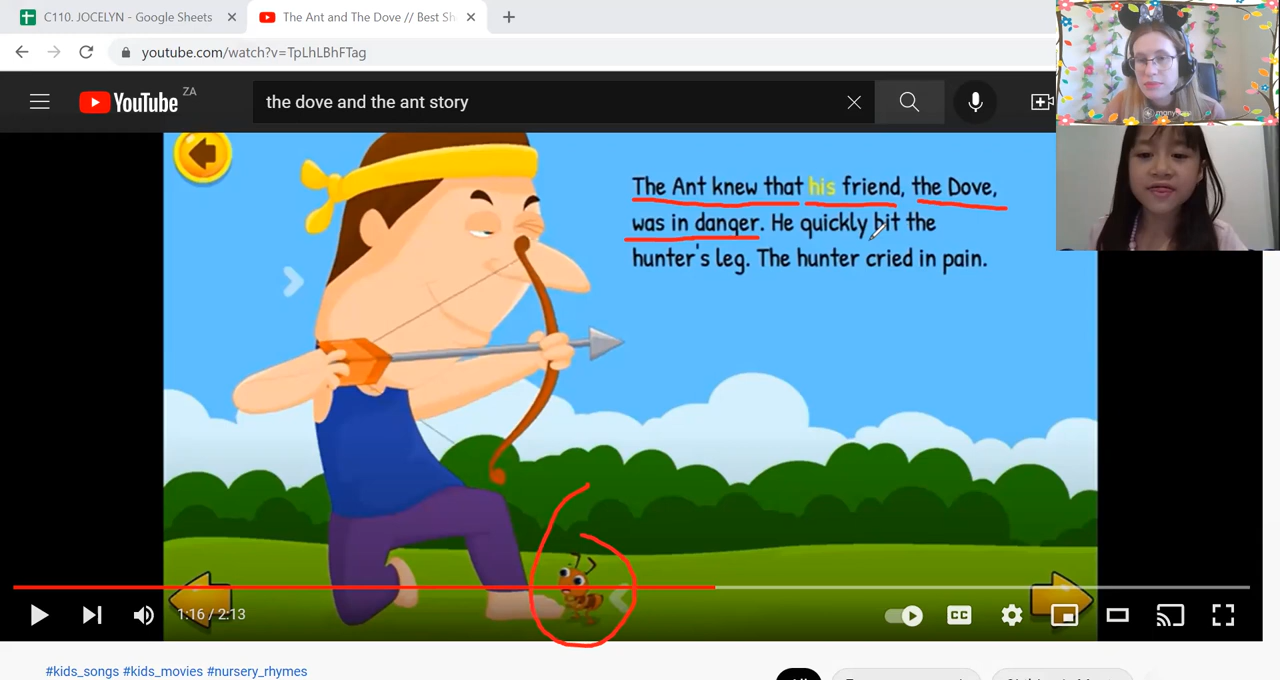 C110. JOCELYN - Google Sheets
The Ant and The Dove // Best Sh
youtube.com/watch?v=TpLhLBhFTag
YouTube ZA
the dove and the ant story
The Ant knew that his friend, the Dove,
was in danger. He quickly bit the
hunter's leg. The hunter cried in pain.
1:16 / 2:13
CC
#kids_songs #kids_movies #nursery_rhymes